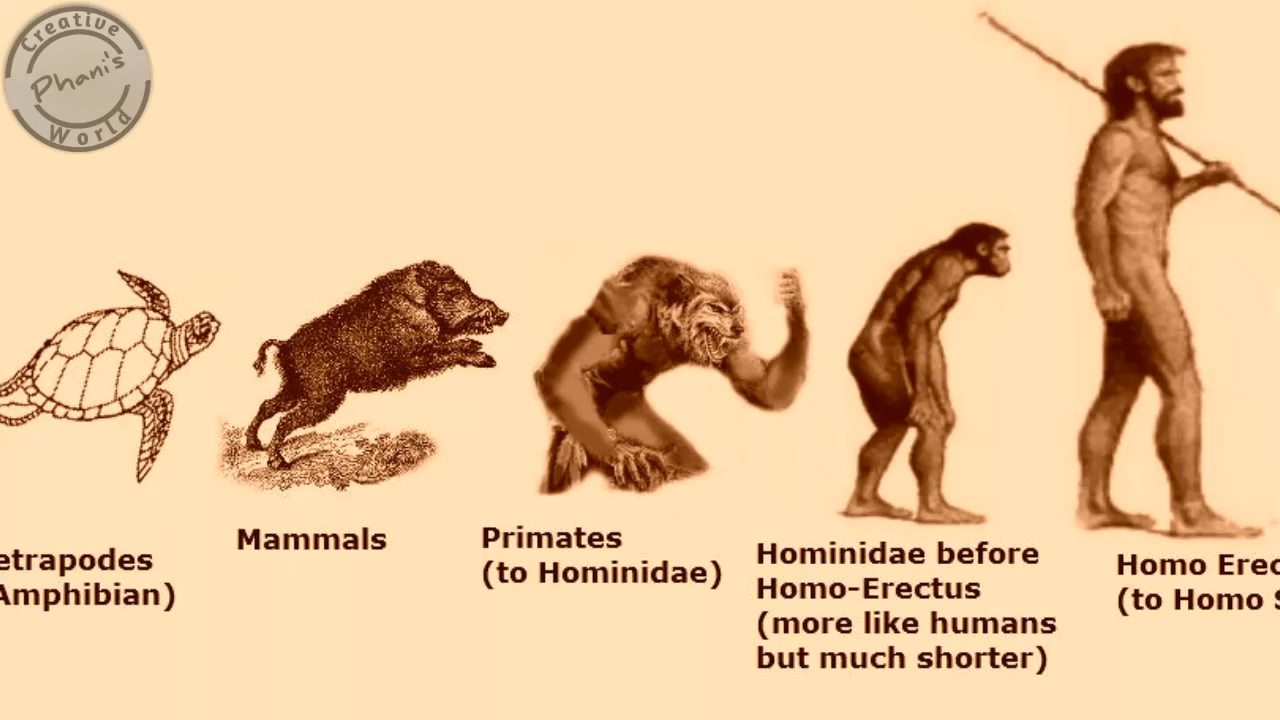 Creative
Phani's
World
etrapodes
Amphibian)
Mammals
Primates
(to Hominidae)
Hominidae before
Homo-Erectus
(more like humans
but much shorter)
Homo Erec
(to Homo S